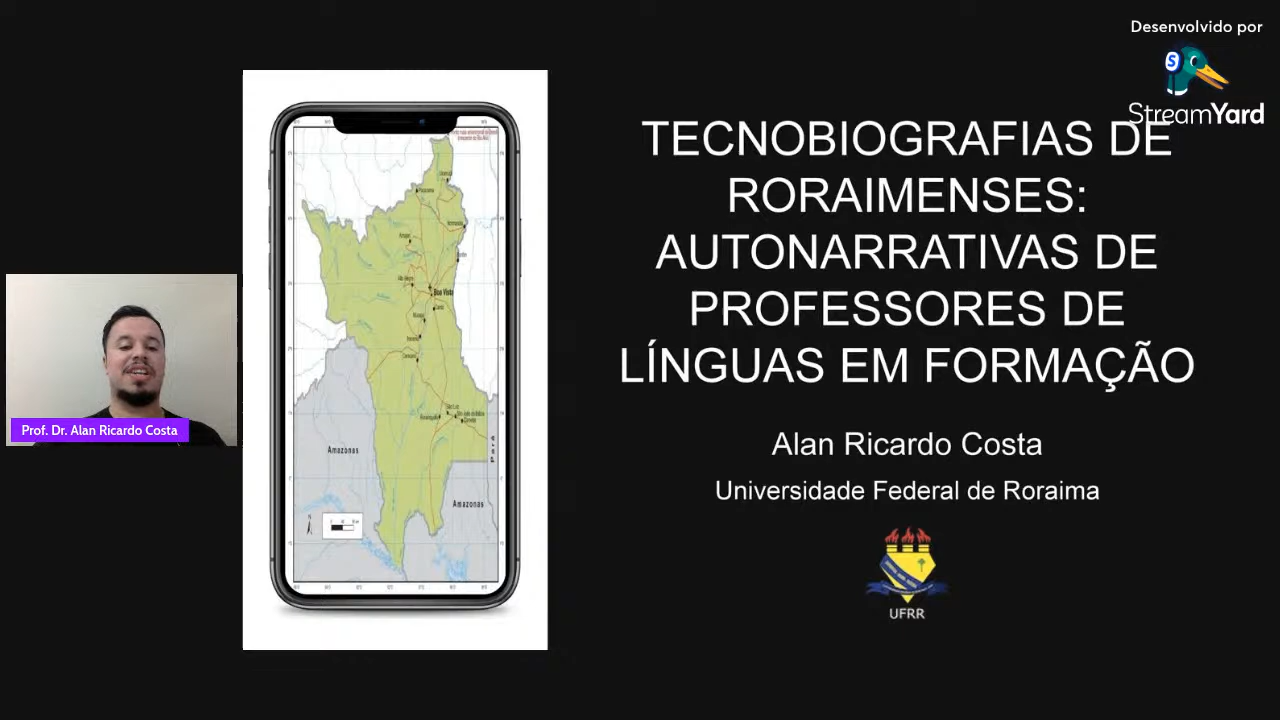 Desenvolvido por
StreamYard
TECNOBIOGRAFIAS DE
RORAIMENSES:
AUTONARRATIVAS DE
PROFESSORES DE
LÍNGUAS EM FORMAÇÃO
Alan Ricardo Costa
Universidade Federal de Roraima
UFRR
Prof. Dr. Alan Ricardo Costa
Boa Vista
Amazonas
Pará
Amazonas